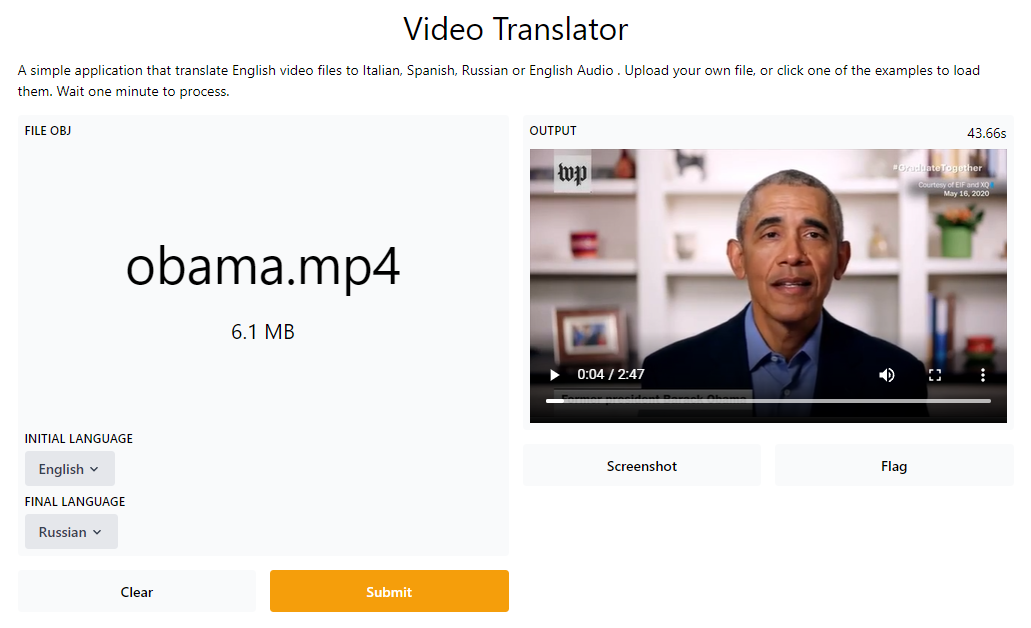 Video Translator
A simple application that translate English video files to Italian, Spanish, Russian or English Audio . Upload your own file, or click one of the examples to load
them. Wait one minute to process.
FILE OBJ
obama.mp4
6.1 MB
INITIAL LANGUAGE
English
FINAL LANGUAGE
Russian
Clear
Submit
OUTPUT
43.66s
wp
#GraduateTogether
Courtesy of EIF and XQ
May 16, 2020
0:04 / 2:47
Former president Barack Obama
Screenshot
Flag